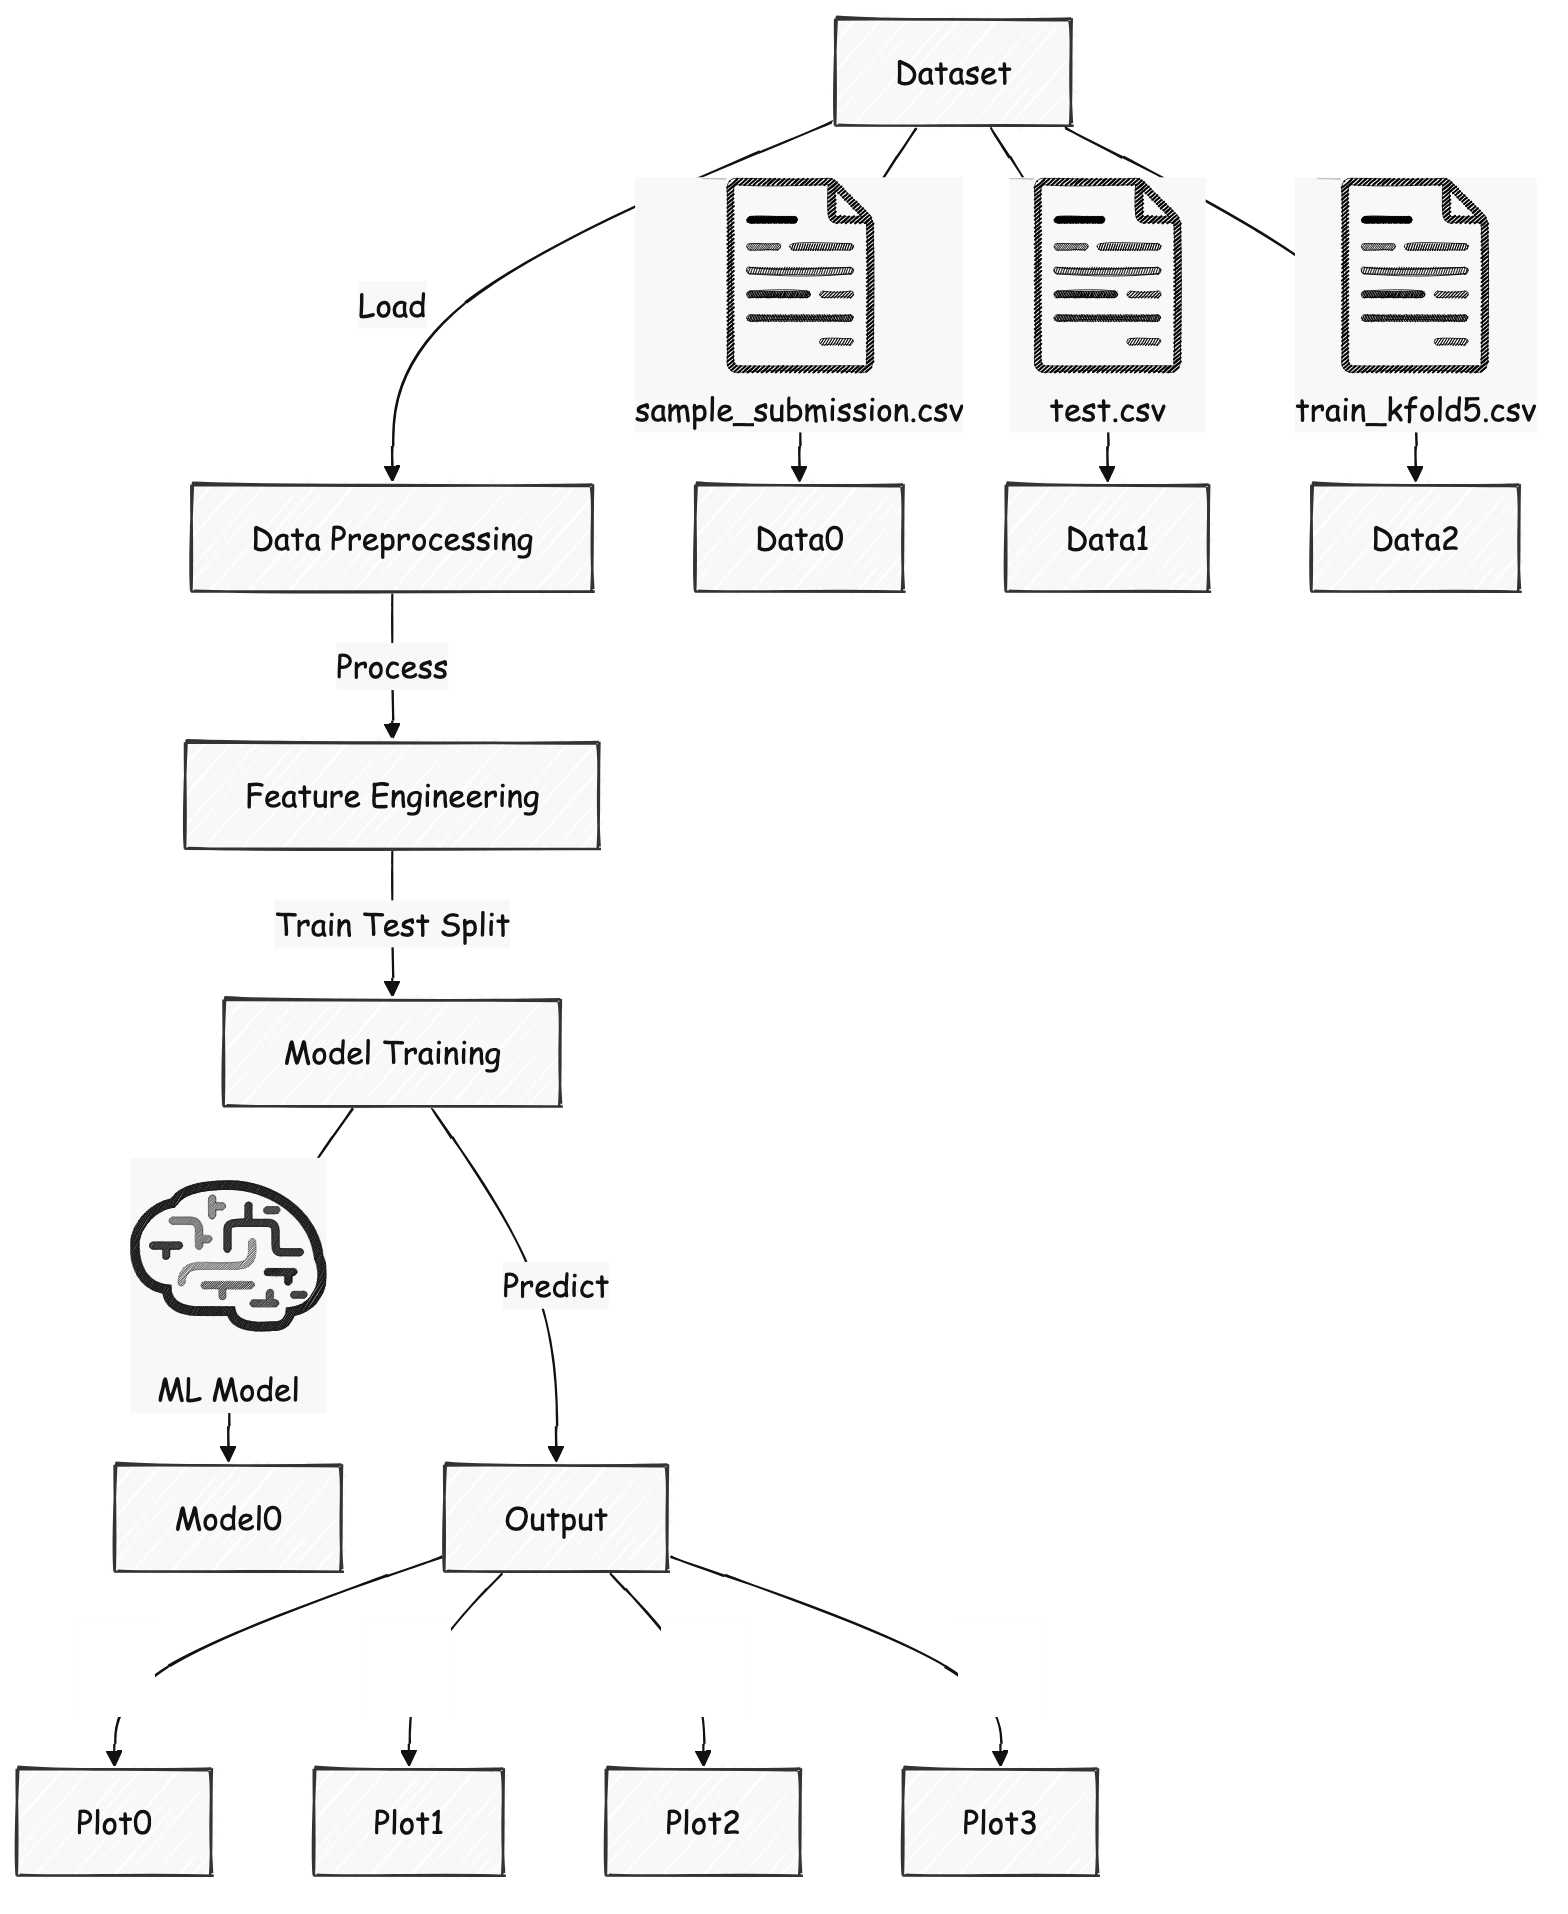 Dataset
Load
sample_submission.csv
test.csv
train_kfold5.csv
Data Preprocessing
Data0
Data1
Data2
Process
Feature Engineering
Train Test Split
Model Training
Predict
ML Model
Model0
Output
Plot0
Plot1
Plot2
Plot3